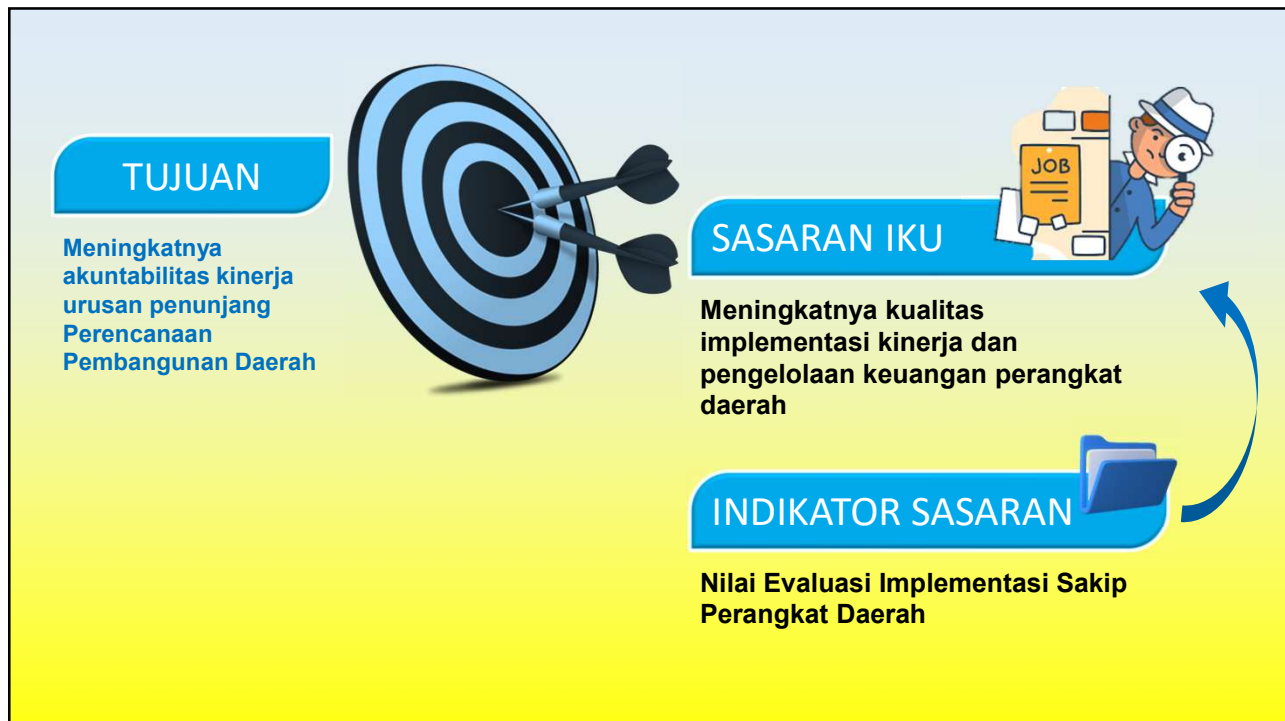 TUJUAN
Meningkatnya
akuntabilitas kinerja
urusan penunjang
Perencanaan
Pembangunan Daerah
JOB
SASARAN IKU
Meningkatnya kualitas
implementasi kinerja dan
pengelolaan keuangan perangkat
daerah
INDIKATOR SASARAN
Nilai Evaluasi Implementasi Sakip
Perangkat Daerah